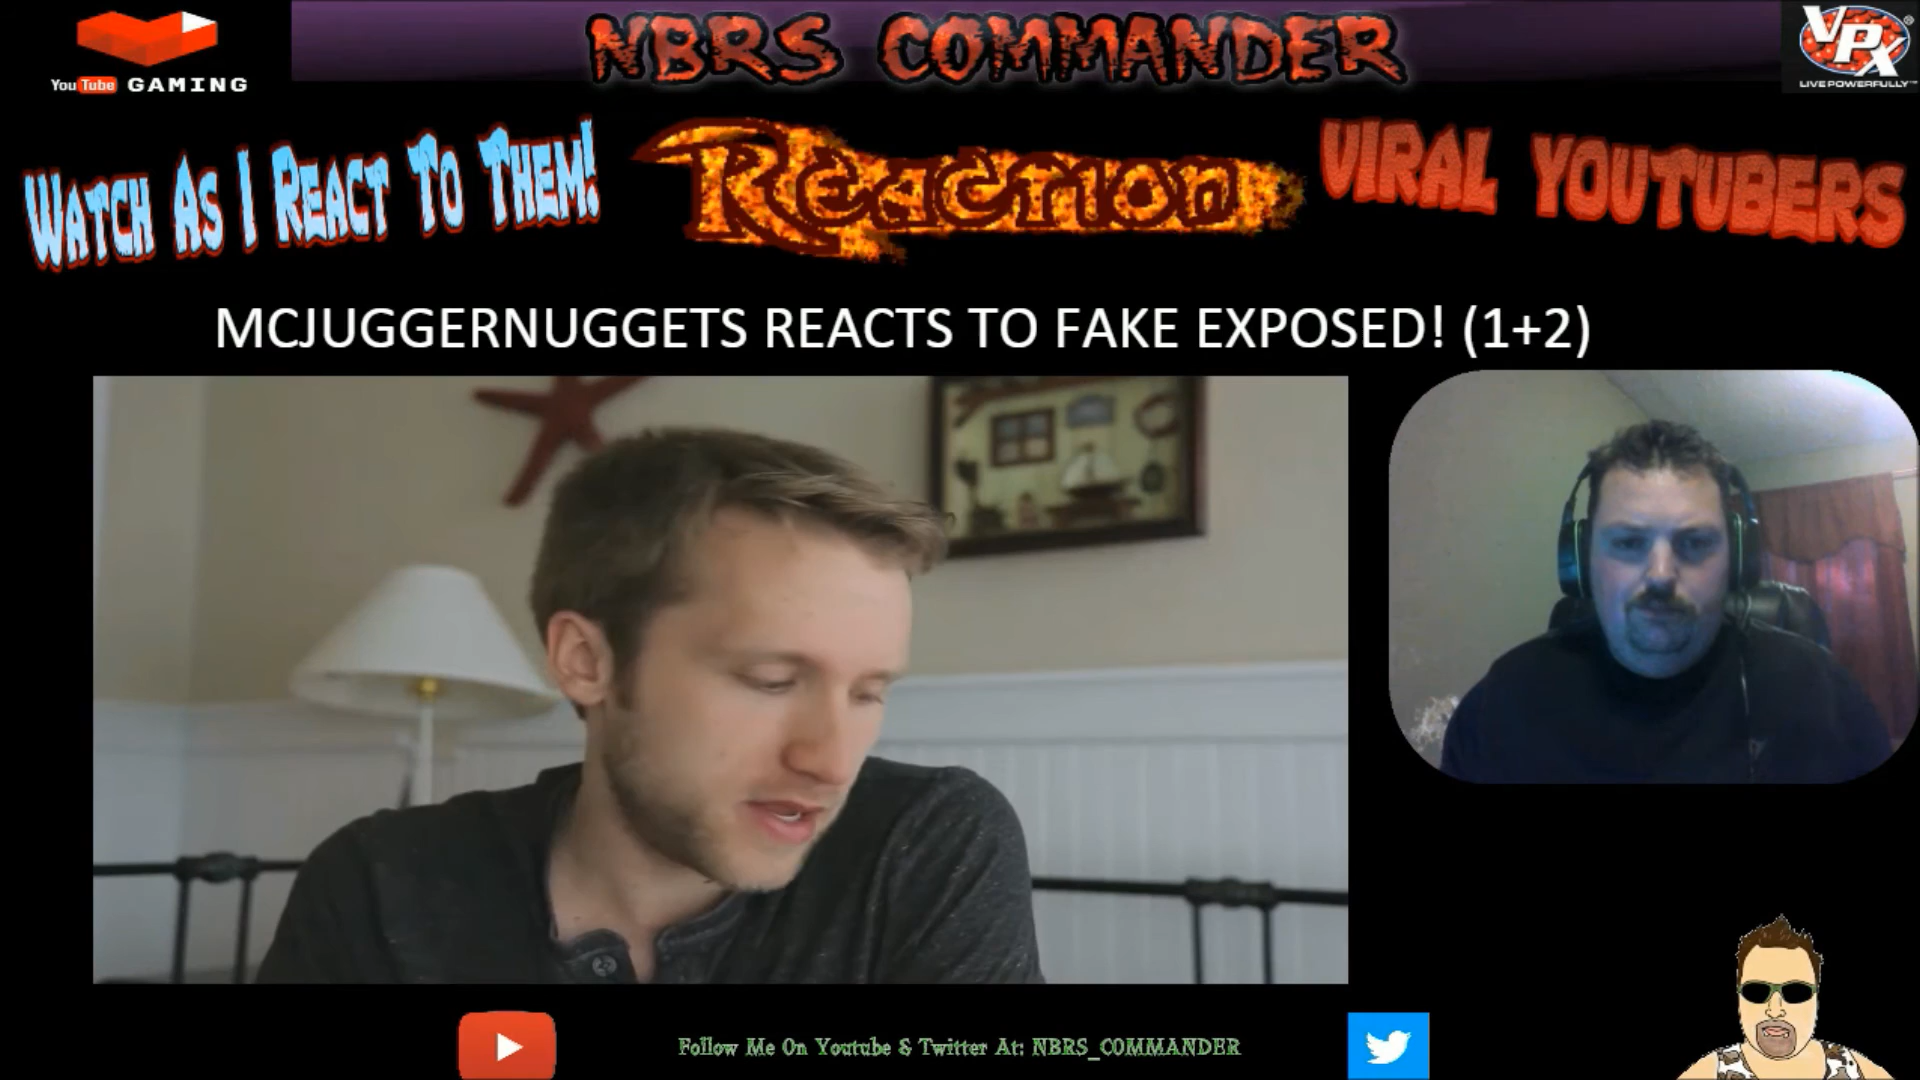 NBRS COMMANDER
YouTube GAMING
VPX®
LIVE POWERFULLY™
WATCH AS I REACT TO THEM!
Reaction
VIRAL YOUTUBERS
MCJUGGERNUGGETS REACTS TO FAKE EXPOSED! (1+2)
Follow Me On Youtube & Twitter At: NBRS_COMMANDER